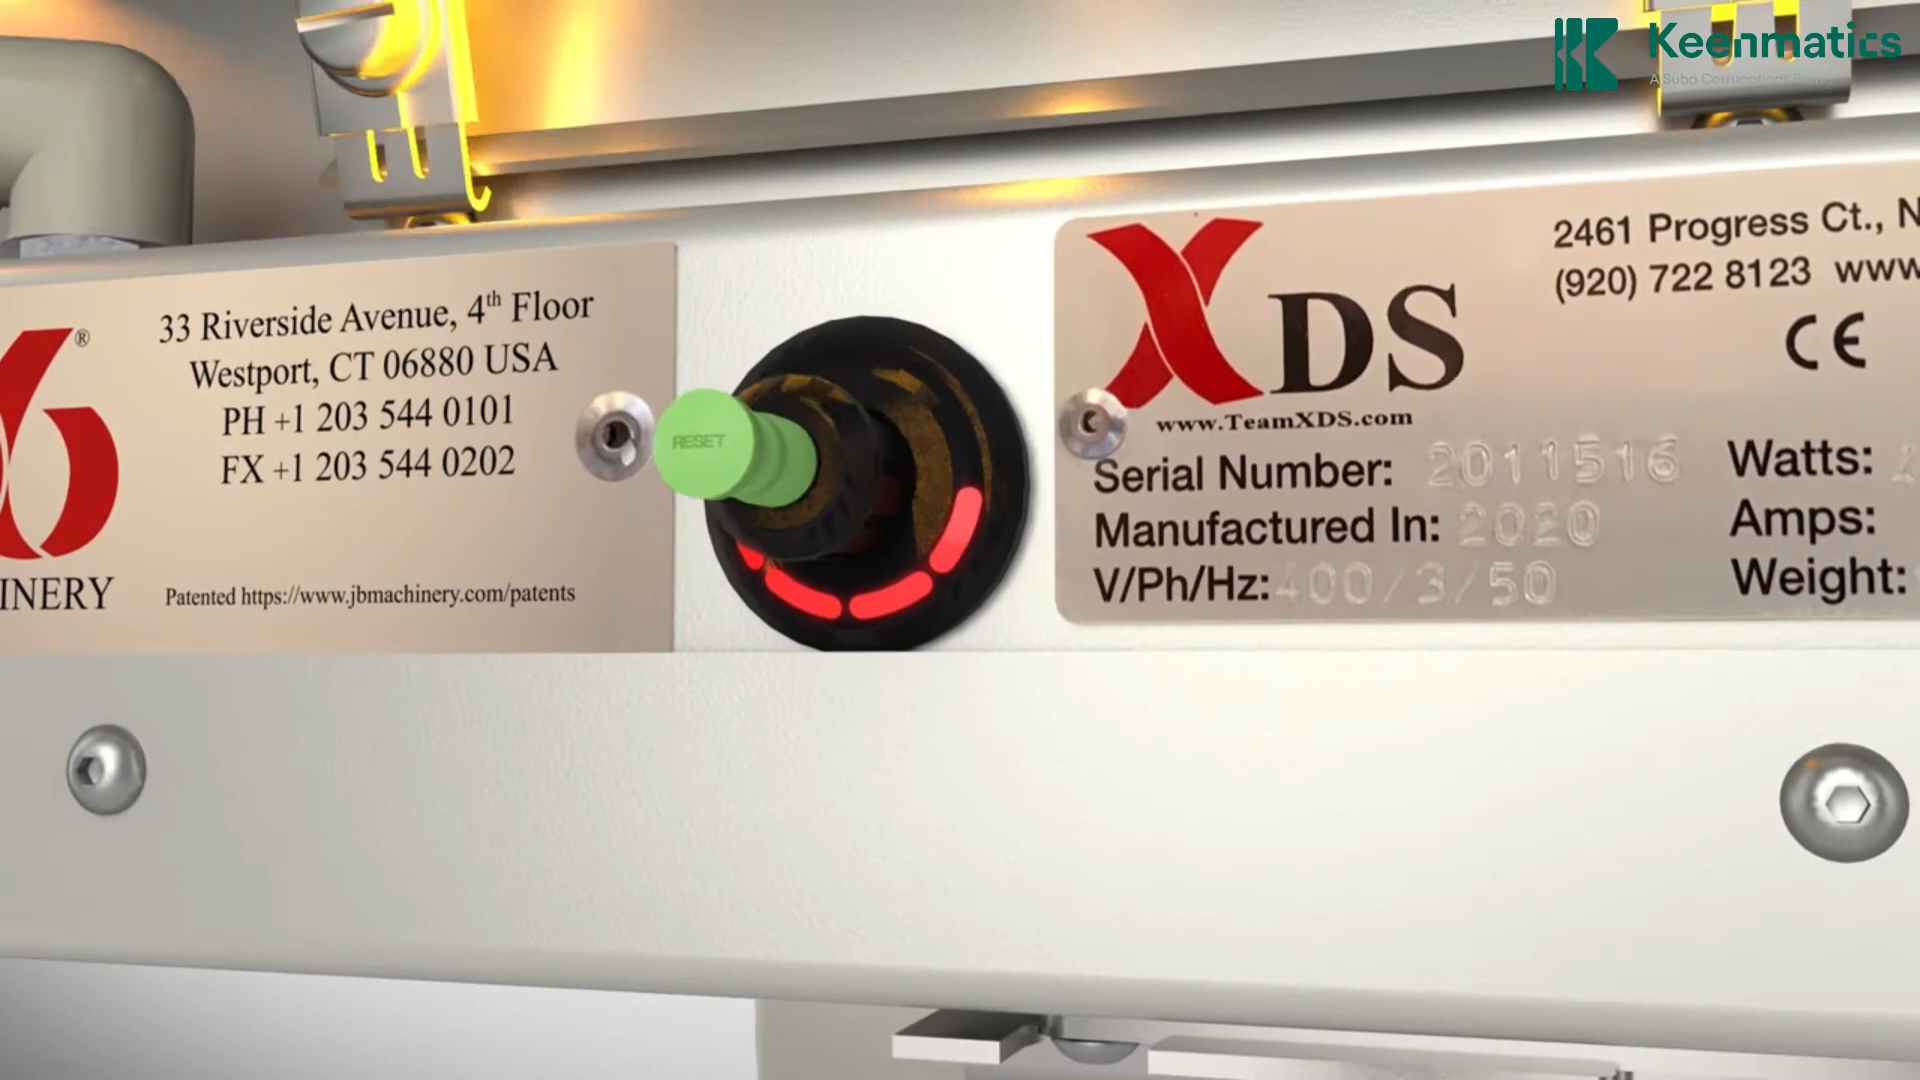 Keenmatics
33 Riverside Avenue, 4th Floor
Westport, CT 06880 USA
PH +1 203 544 0101
FX +1 203 544 0202
INERY
Patented https://www.jbmachinery.com/patents
®
RESET
XDS
www.TeamXDS.com
2461 Progress Ct., N
(920) 722 8123 www
CE
Serial Number: 2011516
Manufactured In: 2020
V/Ph/Hz: 400/3/50
Watts:
Amps:
Weight: